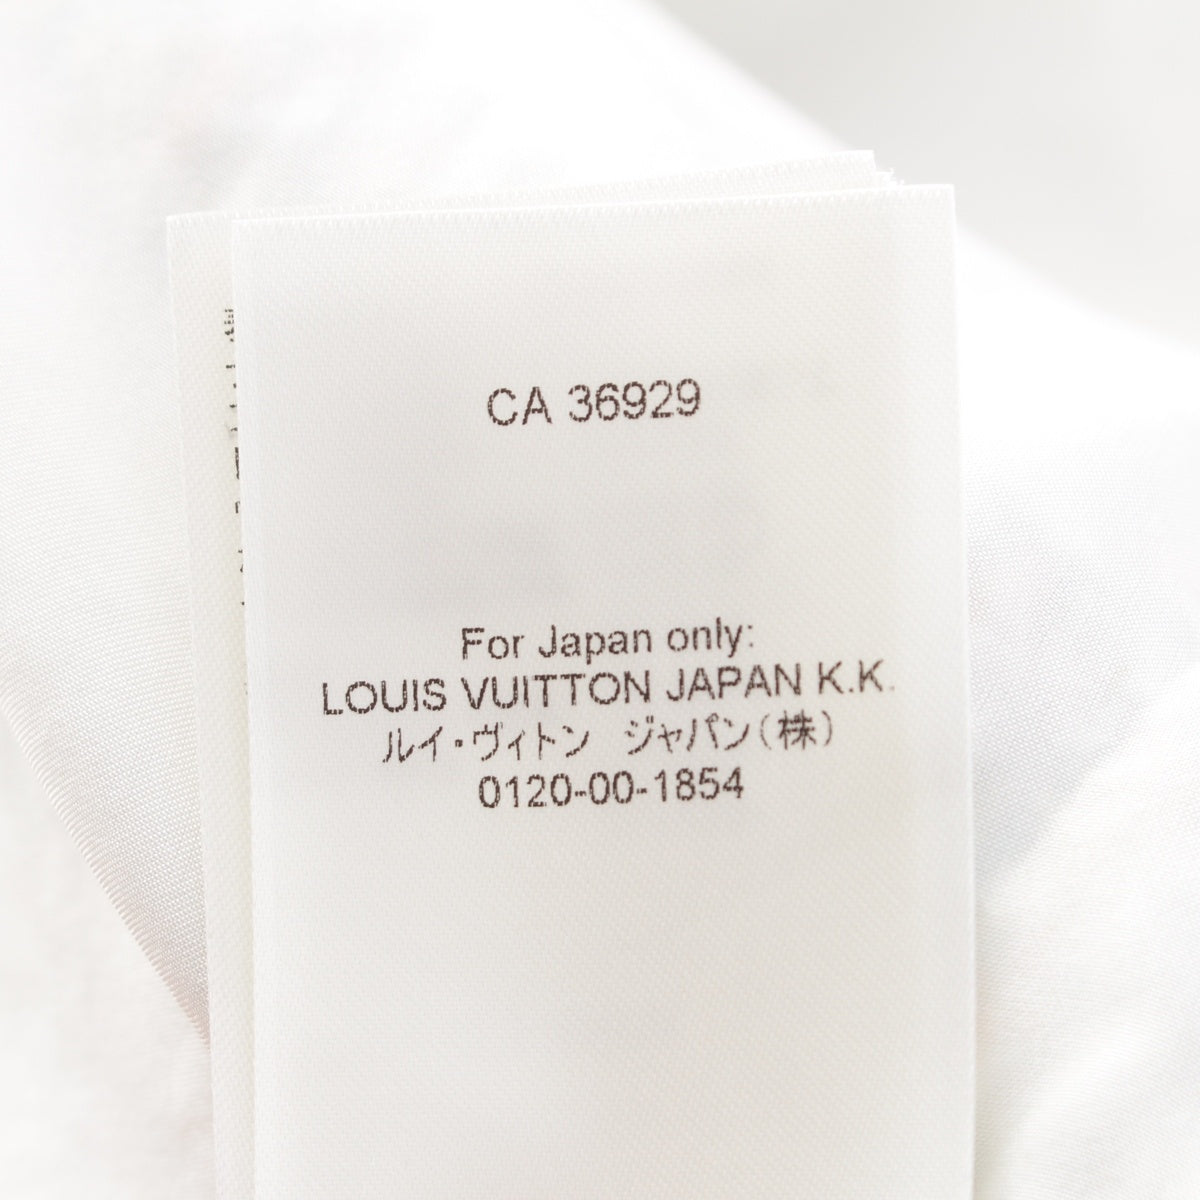 CA 36929
For Japan only:
LOUIS VUITTON JAPAN K.K.
ルイ・ヴィトン ジャパン(株)
0120-00-1854